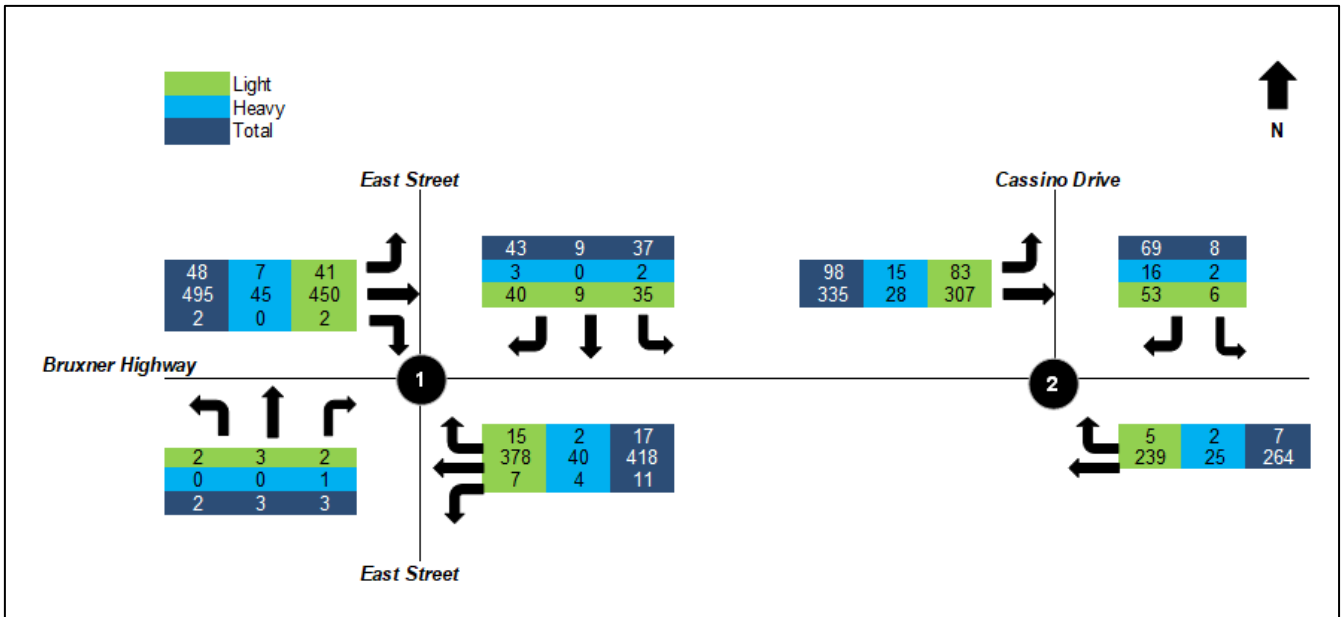 Light
Heavy
Total
N
East Street
Cassino Drive
43 9 37
3 0 2
40 9 35
69 8
16 2
53 6
48 7 41
495 45 450
2 0 2
98 15 83
335 28 307
Bruxner Highway
1
2
2 3 2
0 0 1
2 3 3
15 2 17
378 40 418
7 4 11
5 2 7
239 25 264
East Street